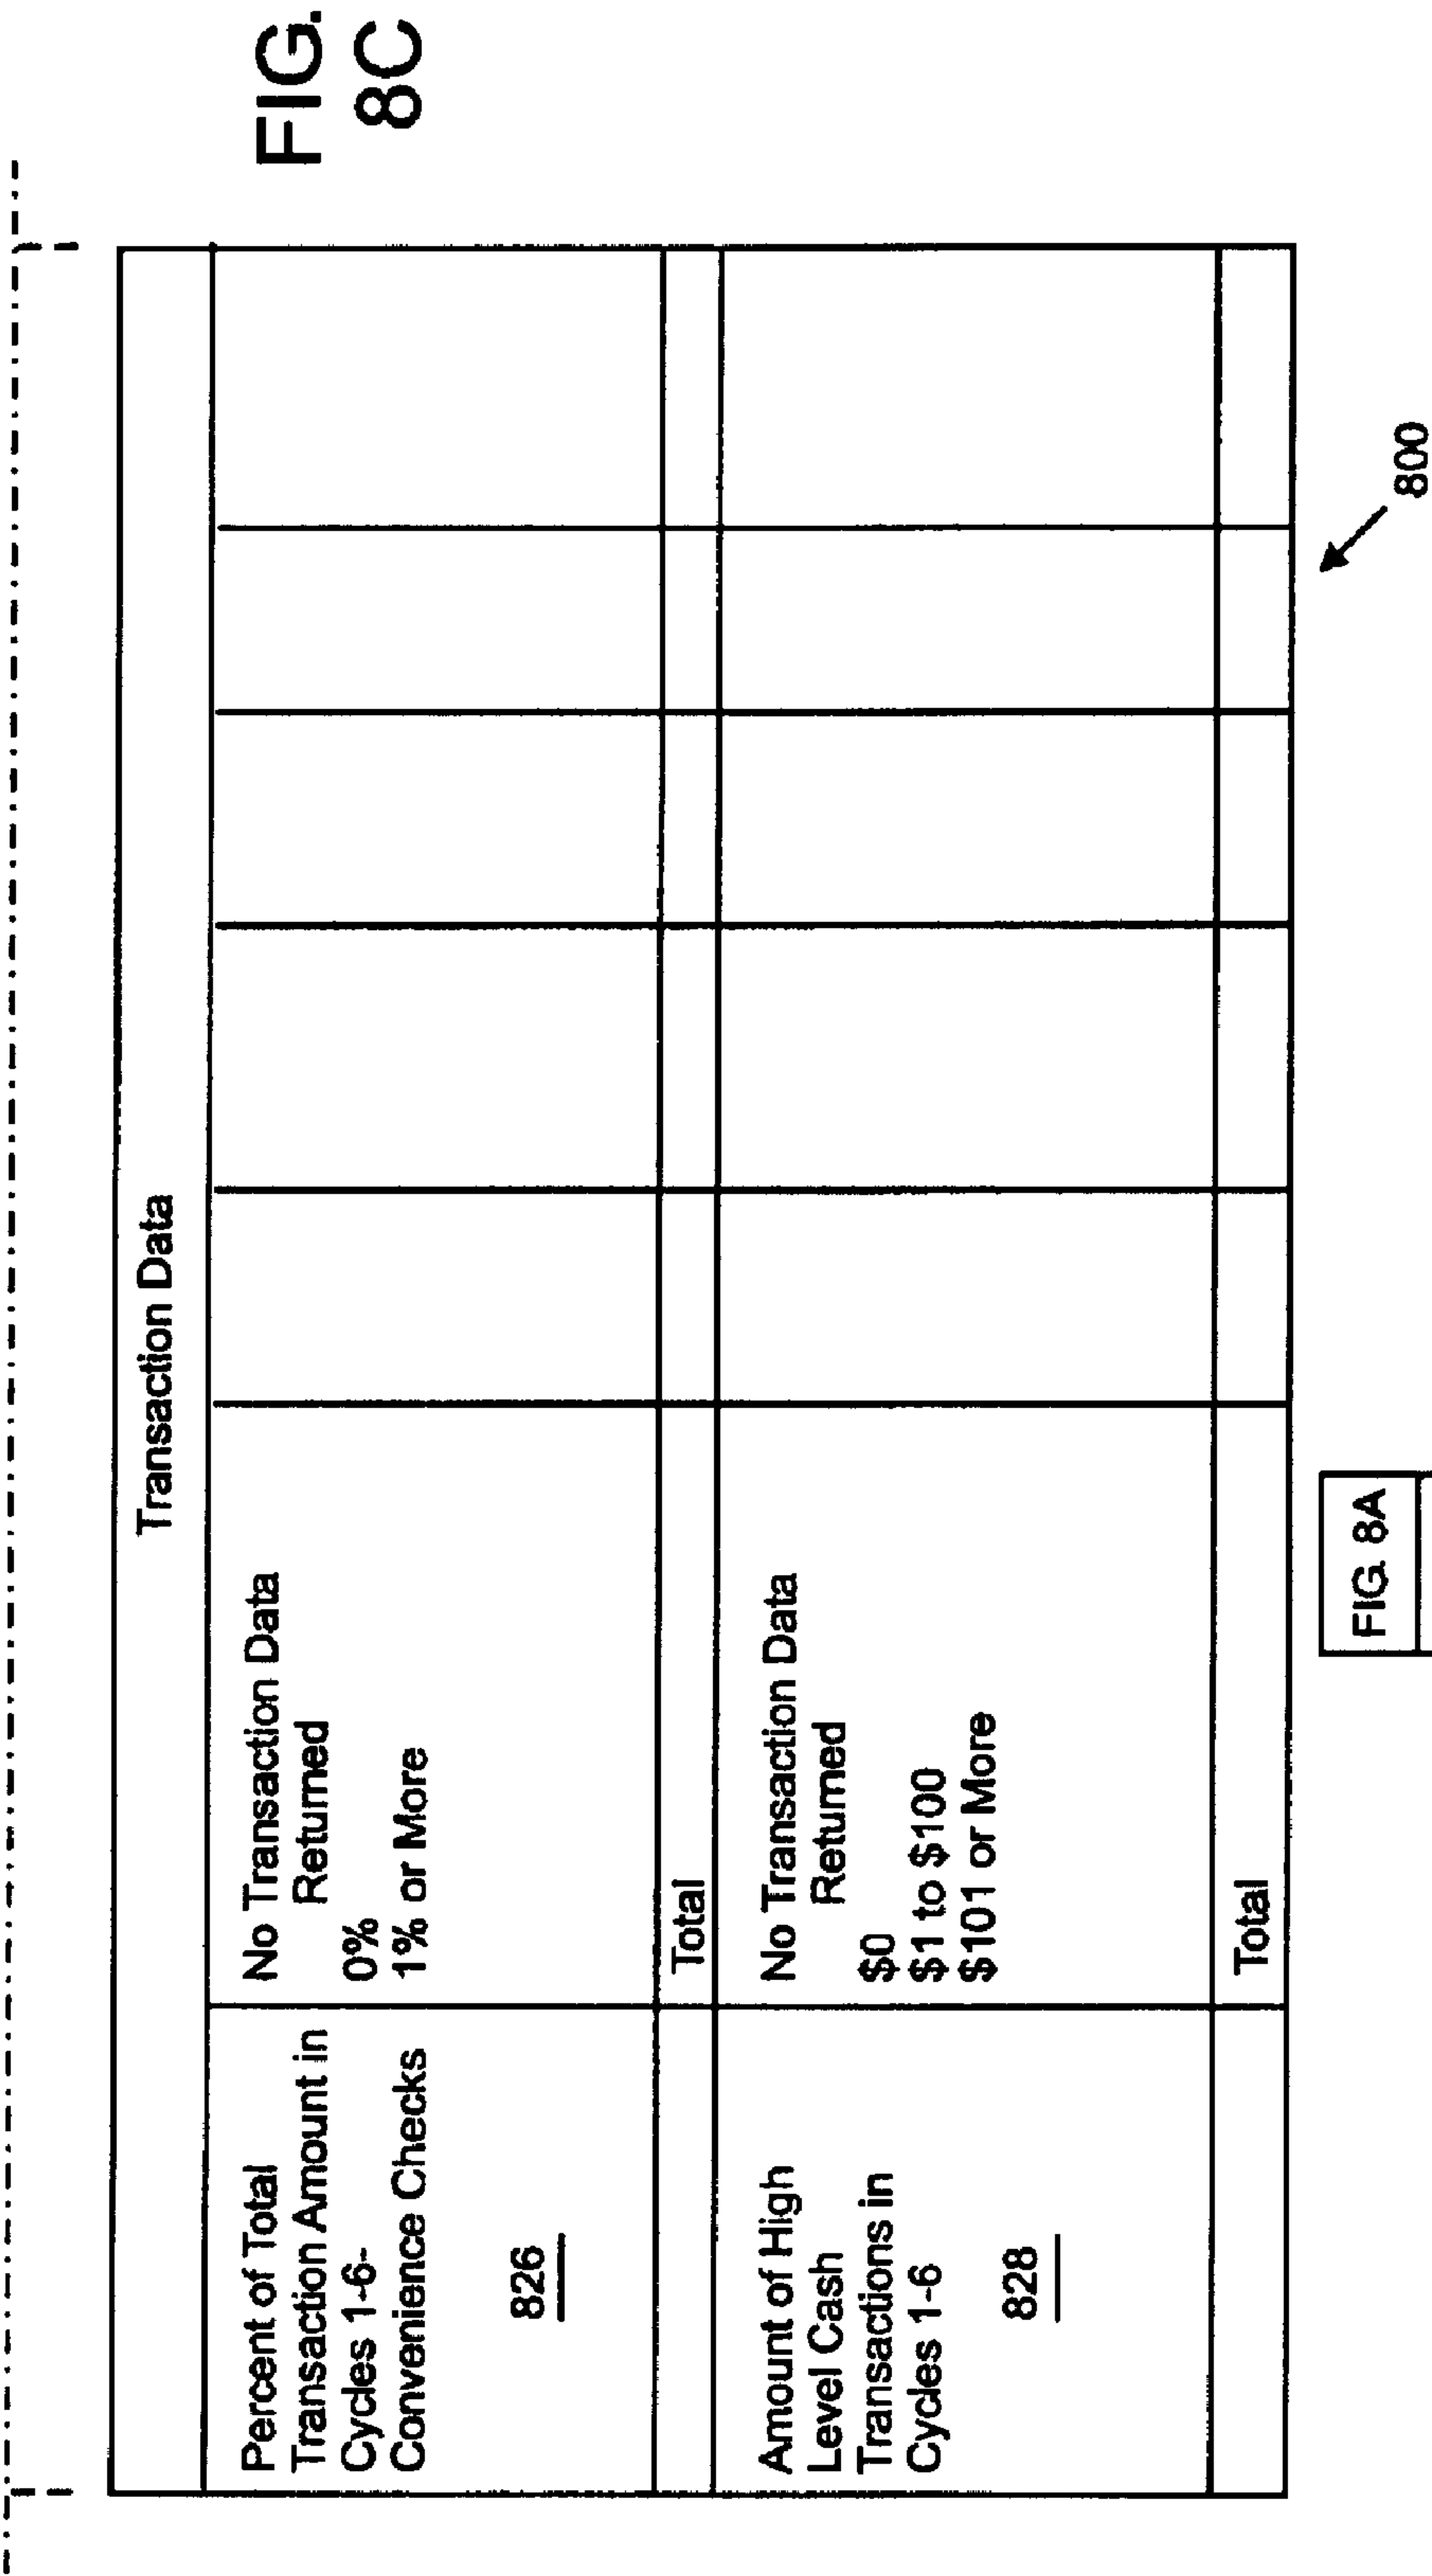 FIG.
8C
Transaction Data
Percent of Total
Transaction Amount in
Cycles 1-6-
Convenience Checks
826
No Transaction Data
Returned
0%
1% or More
Total
Amount of High
Level Cash
Transactions in
Cycles 1-6
828
No Transaction Data
Returned
$0
$1 to $100
$101 or More
Total
800
FIG. 8A